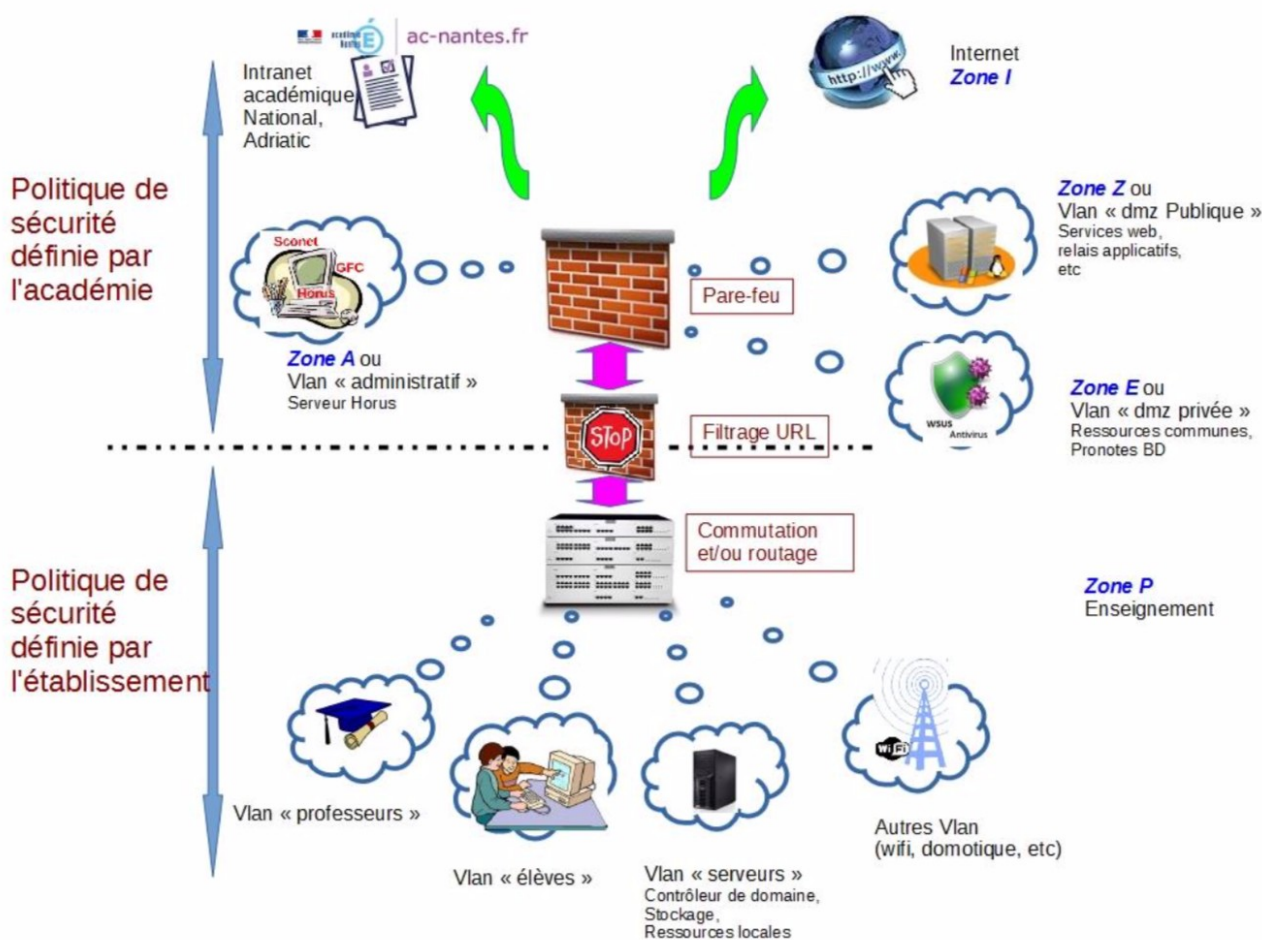 ac-nantes.fr
Intranet
académique
National,
Adriatic
http://www.
Internet
Zone I
Politique de
sécurité
définie par
l'académie
Sconet
GFC
Horus
Zone A ou
Vlan « administratif »
Serveur Horus
Pare-feu
Zone Z ou
Vlan « dmz Publique »
Services web,
relais applicatifs,
etc
WSUS
Antivirus
Zone E ou
Vlan « dmz privée »
Ressources communes,
Pronotes BD
STOP
Filtrage URL
Commutation
et/ou routage
Politique de
sécurité
définie par
l'établissement
Zone P
Enseignement
Vlan « professeurs »
Vlan « élèves »
Vlan « serveurs »
Contrôleur de domaine,
Stockage,
Ressources locales
WiFi
Autres Vlan
(wifi, domotique, etc)